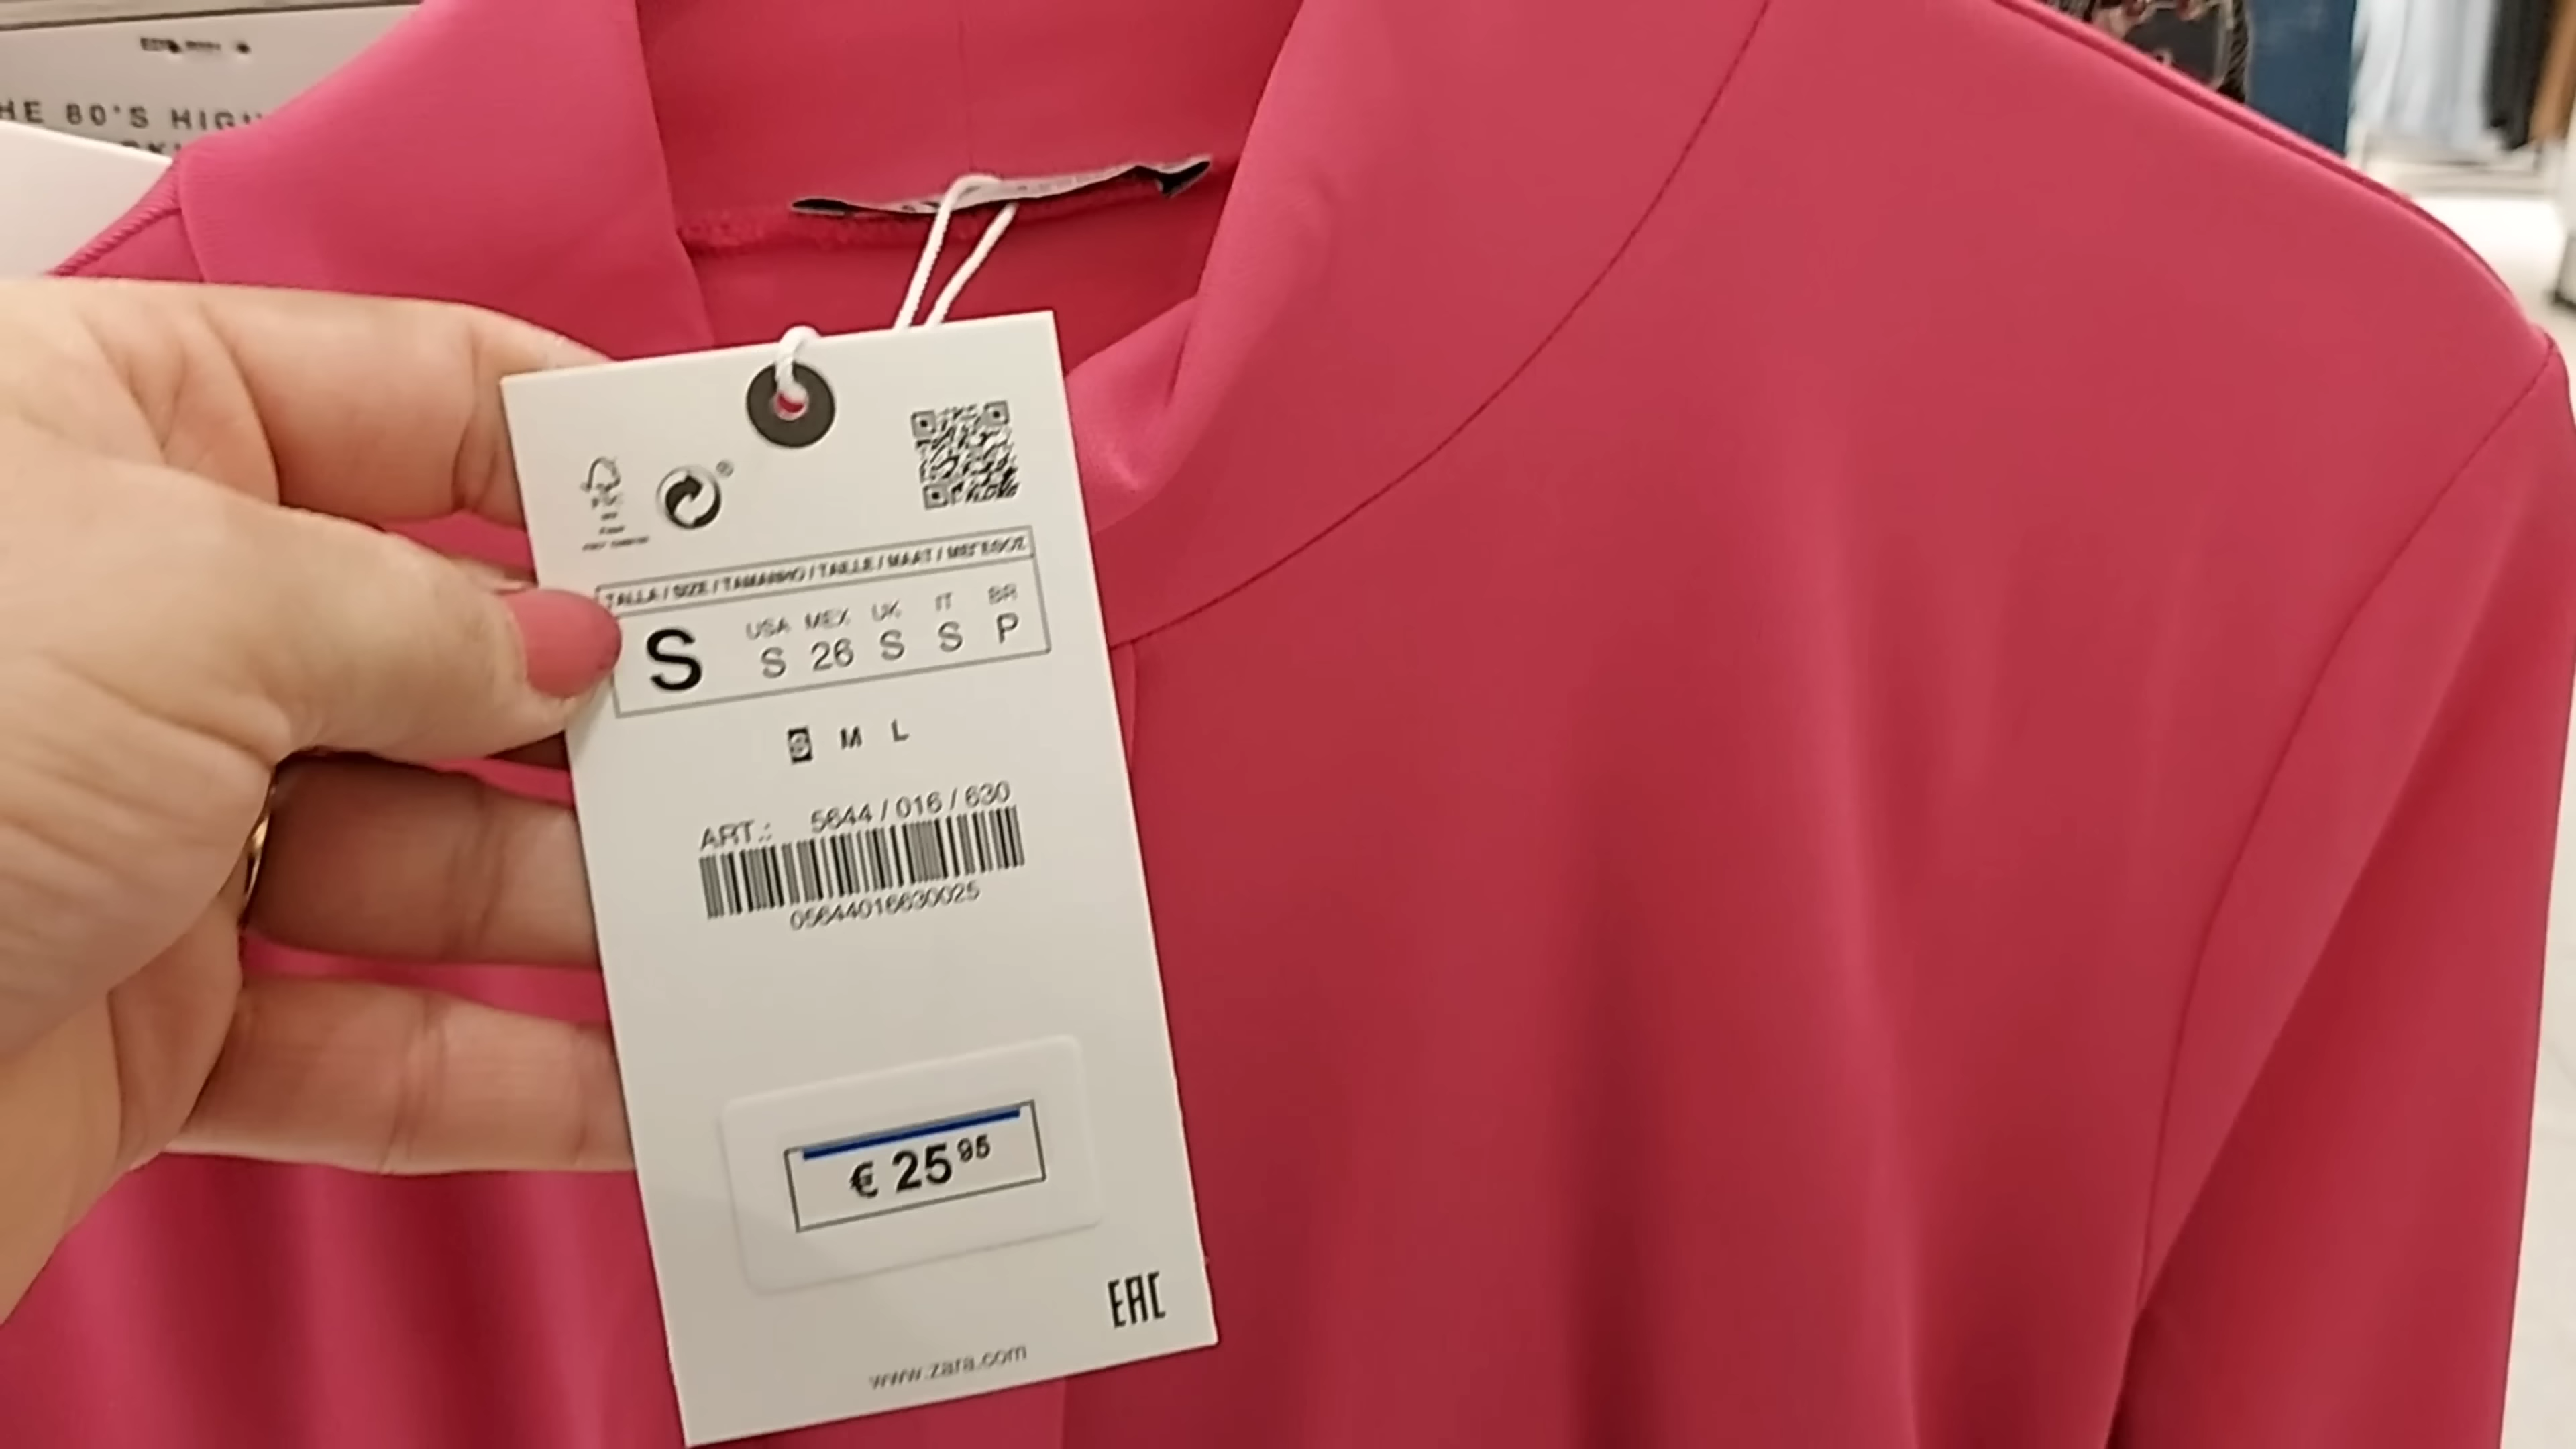 HE 80'S HIGH
TALLA / SIZE / TAMANHO / TAILLE / MAAT / ΜΕΓΕΘΟΣ
S
USA MEX UK IT BR
S 26 S S P
S M L
ART.: 5644 / 016 / 630
05644016630025
€ 25 95
EAC
www.zara.com